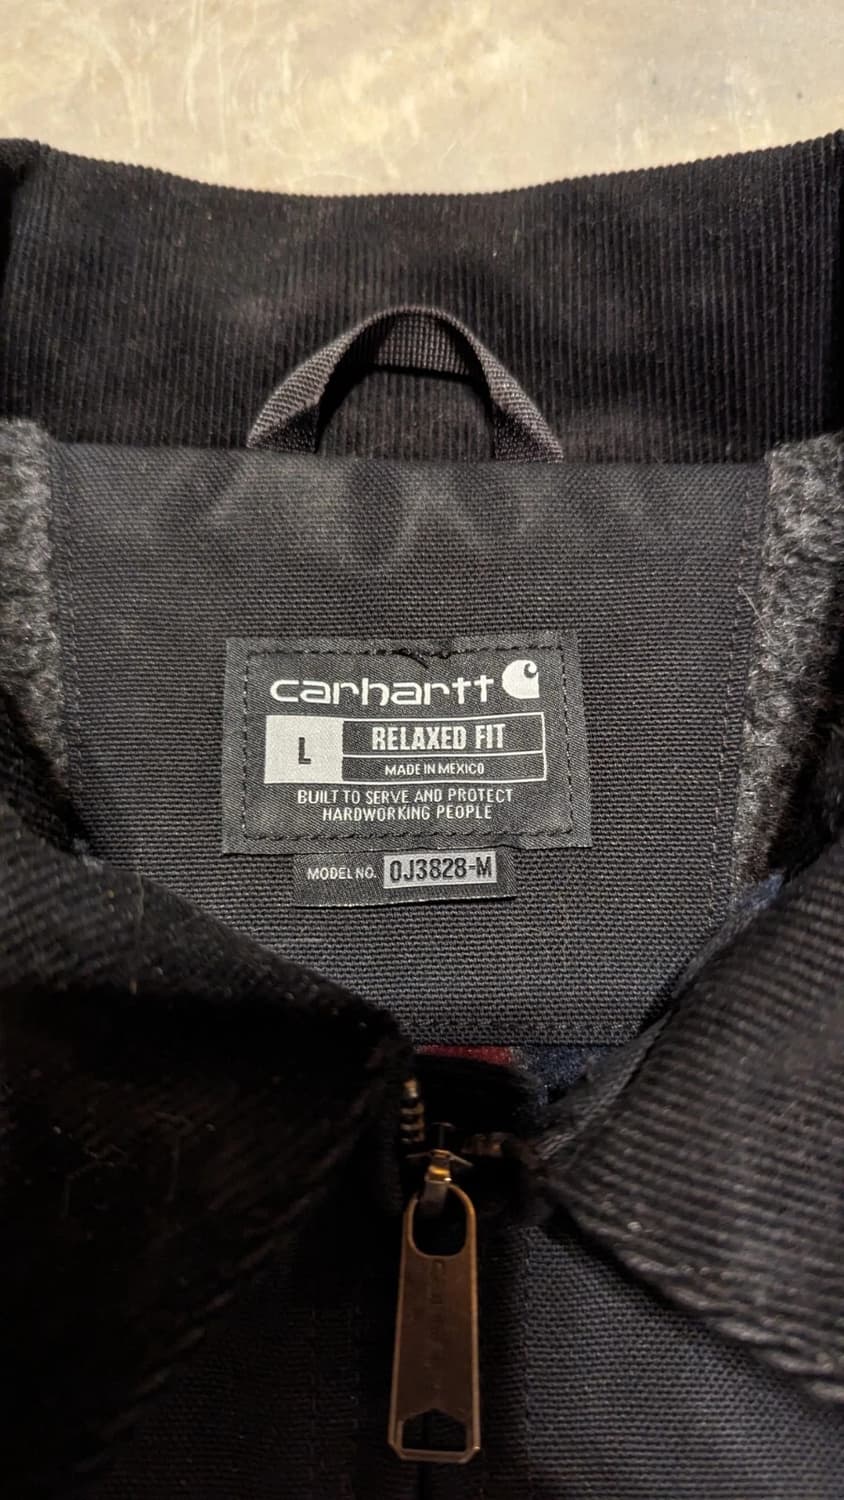 carhartt
L RELAXED FIT
MADE IN MEXICO
BUILT TO SERVE AND PROTECT
HARDWORKING PEOPLE
MODEL NO. OJ3828-M